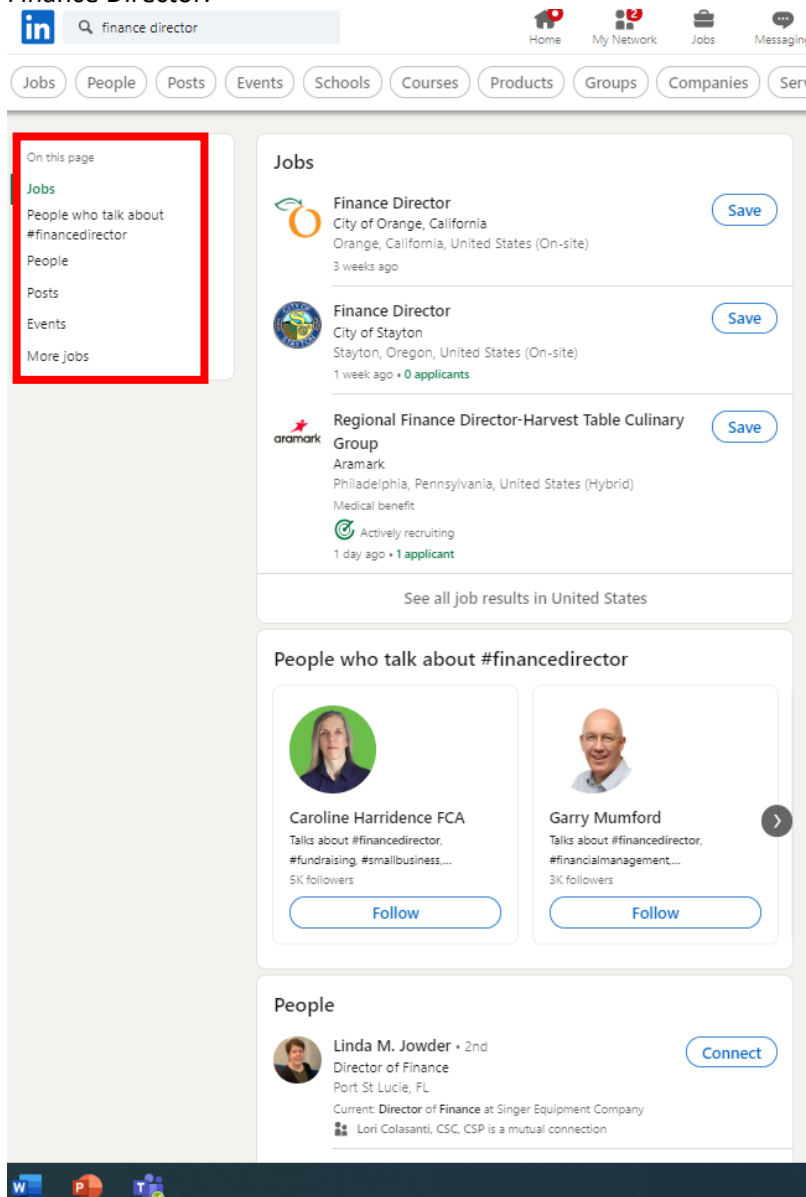 Finance Director.
in finance director
2
Home My Network Jobs Messaging
Jobs People Posts Events Schools Courses Products Groups Companies Serv
On this page
Jobs
People who talk about
#financedirector
People
Posts
Events
More jobs
Jobs
Finance Director
Save
City of Orange, California
Orange, California, United States (On-site)
3 weeks ago
CITY OF
STAYTON
Finance Director
Save
City of Stayton
Stayton, Oregon, United States (On-site)
1 week ago • 0 applicants
aramark
Regional Finance Director-Harvest Table Culinary
Group
Save
Aramark
Philadelphia, Pennsylvania, United States (Hybrid)
Medical benefit
Actively recruiting
1 day ago • 1 applicant
See all job results in United States
People who talk about #financedirector
Caroline Harridence FCA
Talks about #financedirector,
#fundraising, #smallbusiness,...
5K followers
Follow
Garry Mumford
Talks about #financedirector,
#financialmanagement,...
3K followers
Follow
People
Linda M. Jowder • 2nd
Connect
Director of Finance
Port St Lucie, FL
Current: Director of Finance at Singer Equipment Company
Lori Colasanti, CSC, CSP is a mutual connection
W P T